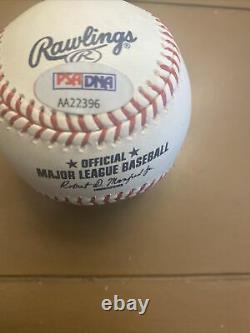 Rawlings®
R
PSA DNA
AA22396
OFFICIAL
MAJOR LEAGUE BASEBALL
Robert D. Manfred Jr.